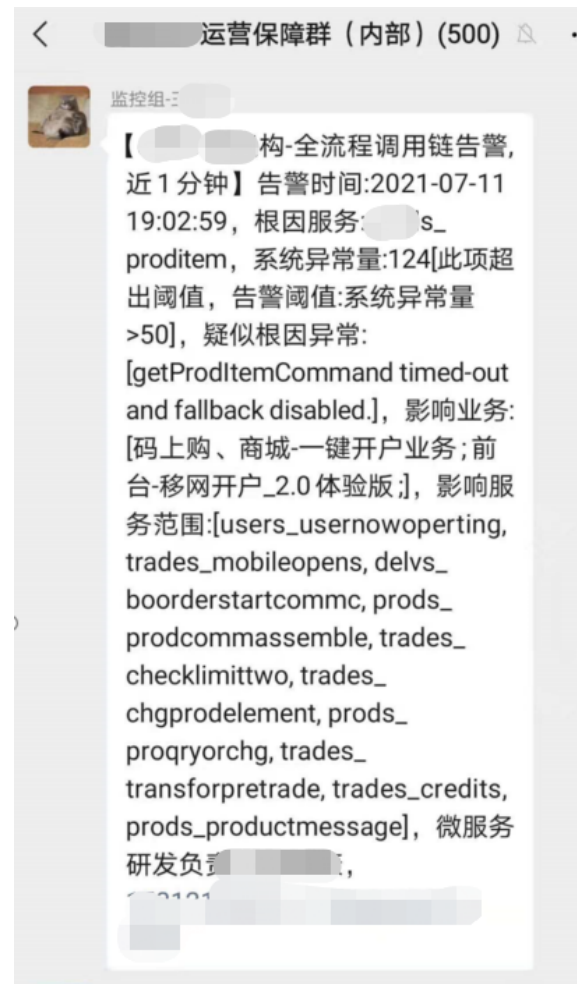 运营保障群（内部）(500)
监控组-
【 构-全流程调用链告警,
近1分钟】告警时间:2021-07-11
19:02:59，根因服务: s_
proditem，系统异常量:124[此项超
出阈值，告警阈值:系统异常量
>50]，疑似根因异常:
[getProdItemCommand timed-out
and fallback disabled.]，影响业务:
[码上购、商城-一键开户业务;前
台-移网开户_2.0体验版;]，影响服
务范围:[users_usernowoperting,
trades_mobileopens, delvs_
boorderstartcommc, prods_
prodcommassemble, trades_
checklimittwo, trades_
chgprodelement, prods_
proqryorchg, trades_
transforpretrade, trades_credits,
prods_productmessage]，微服务
研发负责 ，